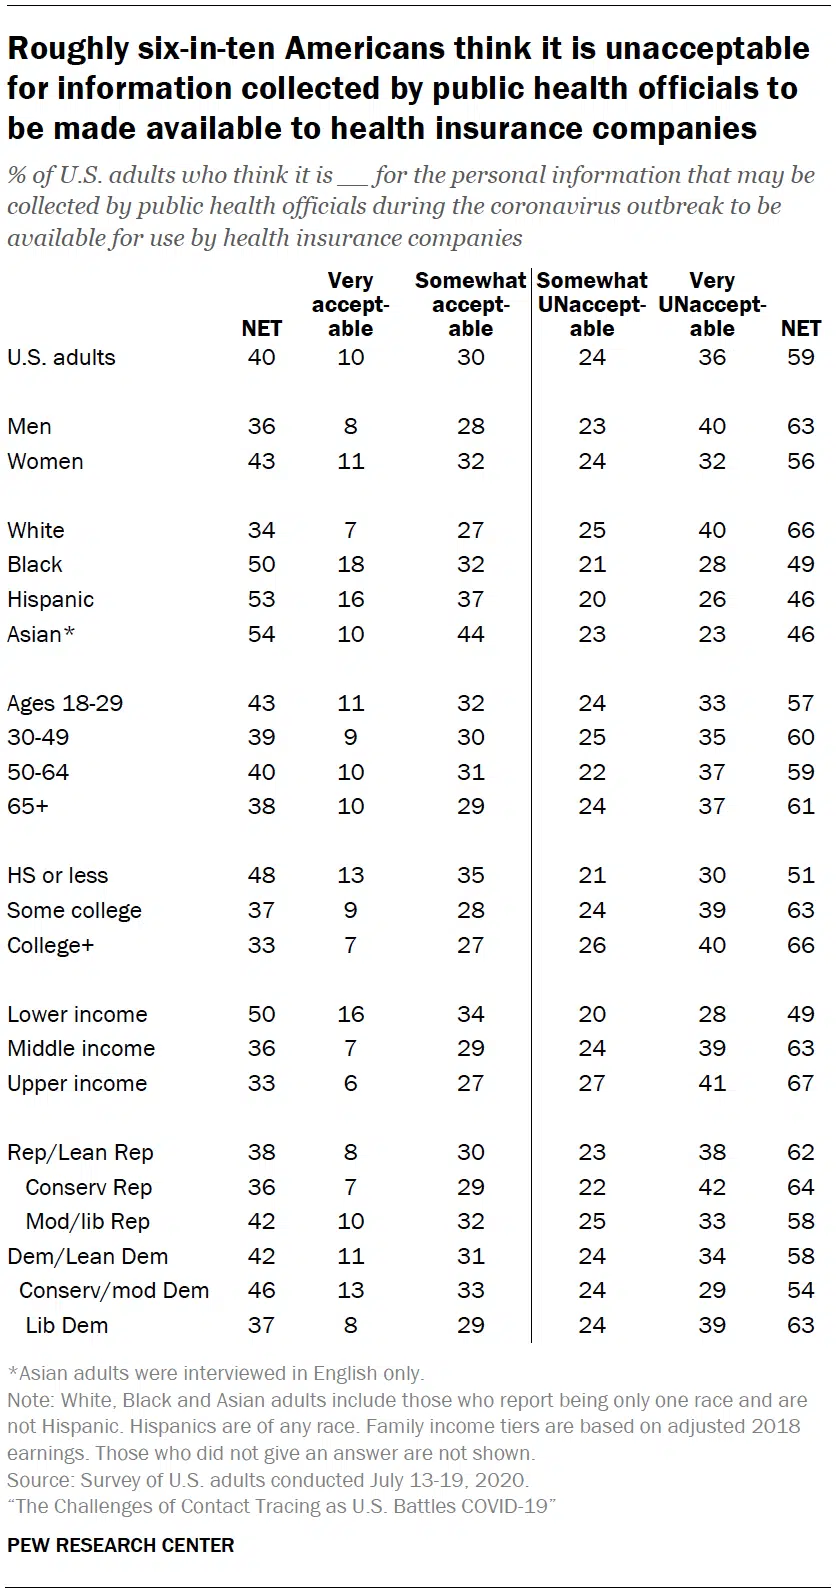 Roughly six-in-ten Americans think it is unacceptable
for information collected by public health officials to
be made available to health insurance companies
% of U.S. adults who think it is __ for the personal information that may be
collected by public health officials during the coronavirus outbreak to be
available for use by health insurance companies
NET Very accept-able Somewhat accept-able Somewhat UNaccept-able Very UNaccept-able NET
U.S. adults 40 10 30 24 36 59
Men 36 8 28 23 40 63
Women 43 11 32 24 32 56
White 34 7 27 25 40 66
Black 50 18 32 21 28 49
Hispanic 53 16 37 20 26 46
Asian* 54 10 44 23 23 46
Ages 18-29 43 11 32 24 33 57
30-49 39 9 30 25 35 60
50-64 40 10 31 22 37 59
65+ 38 10 29 24 37 61
HS or less 48 13 35 21 30 51
Some college 37 9 28 24 39 63
College+ 33 7 27 26 40 66
Lower income 50 16 34 20 28 49
Middle income 36 7 29 24 39 63
Upper income 33 6 27 27 41 67
Rep/Lean Rep 38 8 30 23 38 62
Conserv Rep 36 7 29 22 42 64
Mod/lib Rep 42 10 32 25 33 58
Dem/Lean Dem 42 11 31 24 34 58
Conserv/mod Dem 46 13 33 24 29 54
Lib Dem 37 8 29 24 39 63
*Asian adults were interviewed in English only.
Note: White, Black and Asian adults include those who report being only one race and are
not Hispanic. Hispanics are of any race. Family income tiers are based on adjusted 2018
earnings. Those who did not give an answer are not shown.
Source: Survey of U.S. adults conducted July 13-19, 2020.
“The Challenges of Contact Tracing as U.S. Battles COVID-19”
PEW RESEARCH CENTER